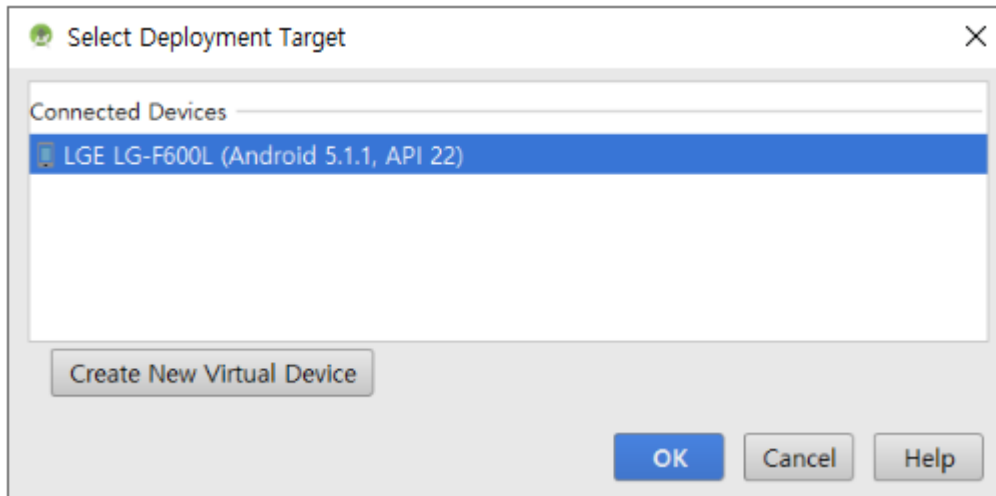 Select Deployment Target
Connected Devices
LGE LG-F600L (Android 5.1.1, API 22)
Create New Virtual Device
OK Cancel Help